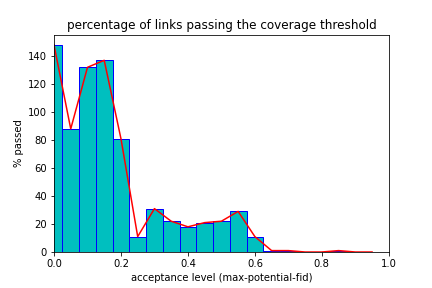 percentage of links passing the coverage threshold
140
120
100
80
60
40
20
0
% passed
0.0 0.2 0.4 0.6 0.8 1.0
acceptance level (max-potential-fid)